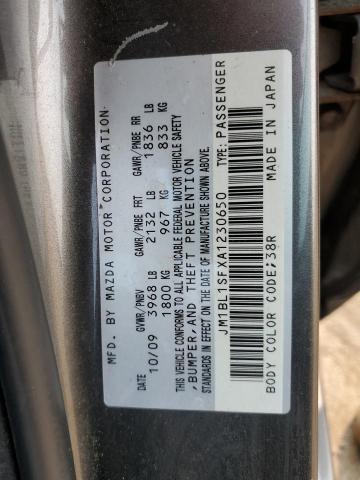 MFD. BY MAZDA MOTOR CORPORATION
DATE GVWR/PNBV GAWR/PNBE FRT GAWR/PNBE RR
10/09 3968 LB 2132 LB 1836 LB
1800 KG 967 KG 833 KG
THIS VEHICLE CONFORMS TO ALL APPLICABLE FEDERAL MOTOR VEHICLE SAFETY
,BUMPER,AND THEFT PREVENTION
STANDARDS IN EFFECT ON THE DATE OF MANUFACTURE SHOWN ABOVE.
JM1BL1SFXA1230650 TYPE: PASSENGER
BODY COLOR CODE;38R MADE IN JAPAN